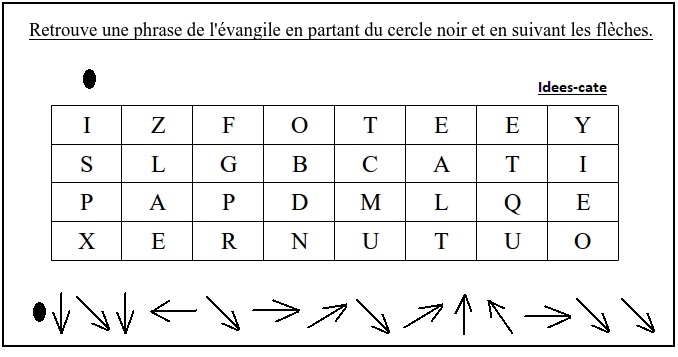 Retrouve une phrase de l'évangile en partant du cercle noir et en suivant les flèches.
Idees-cate
I Z F O T E E Y
S L G B C A T I
P A P D M L Q E
X E R N U T U O